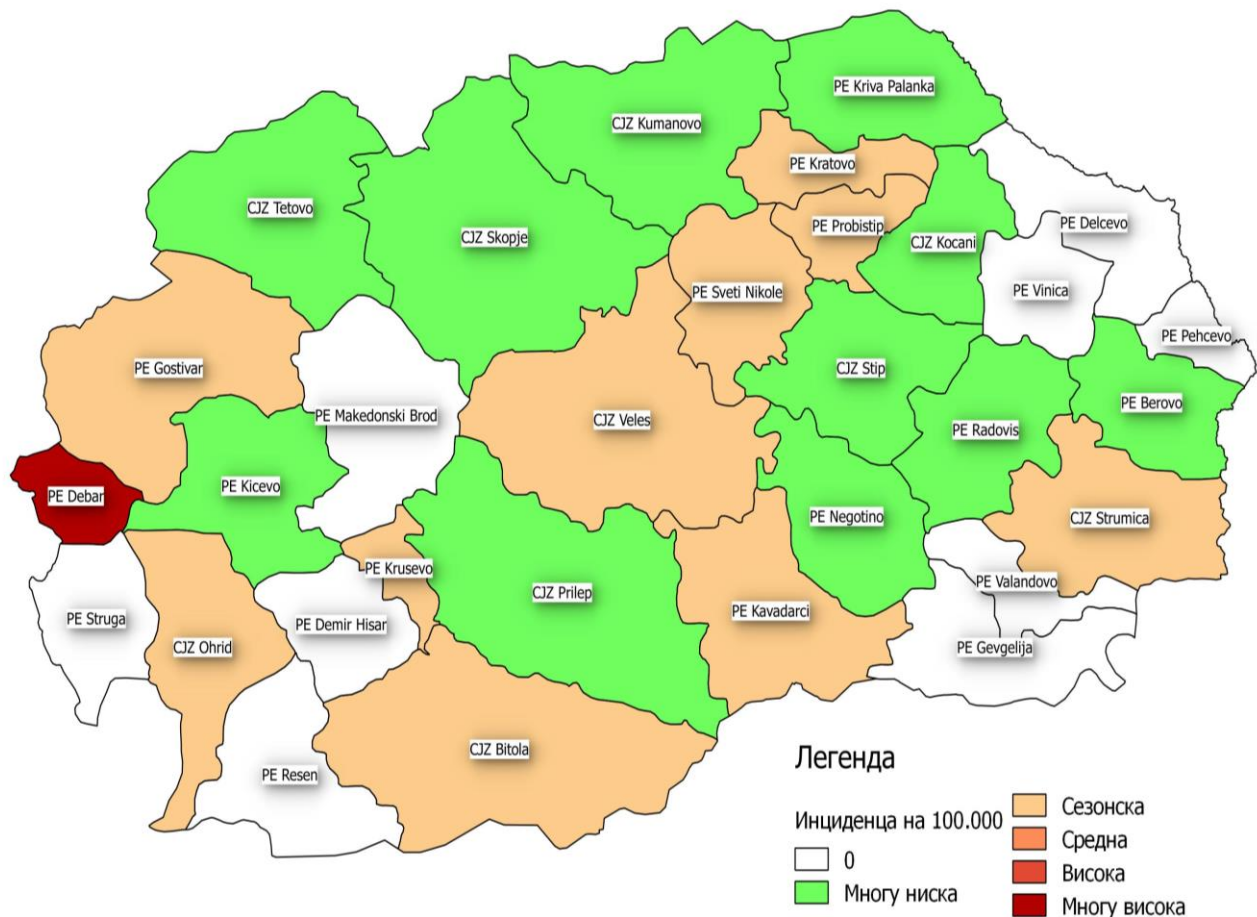 PE Kriva Palanka
CJZ Kumanovo
PE Kratovo
CJZ Tetovo
PE Probistip
PE Delcevo
CJZ Skopje
CJZ Kocani
PE Sveti Nikole
PE Vinica
PE Pehcevo
PE Gostivar
CJZ Stip
PE Berovo
PE Makedonski Brod
CJZ Veles
PE Radovis
PE Debar
PE Kicevo
PE Negotino
CJZ Strumica
PE Krusevo
PE Valandovo
CJZ Prilep
PE Struga
PE Demir Hisar
PE Kavadarci
CJZ Ohrid
PE Gevgelija
CJZ Bitola
PE Resen
Легенда
Инциденца на 100.000
0
Многу ниска
Сезонска
Средна
Висока
Многу висока